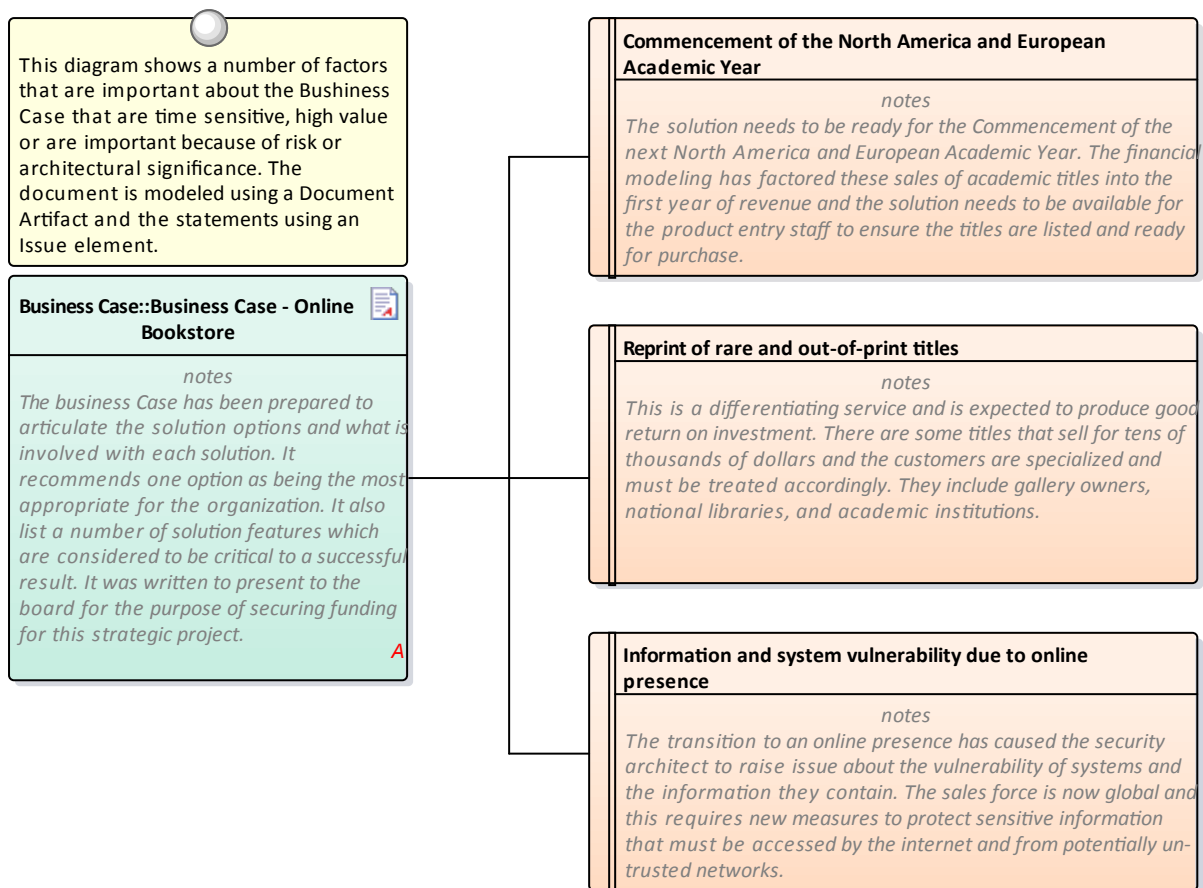 This diagram shows a number of factors
that are important about the Bushiness
Case that are time sensitive, high value
or are important because of risk or
architectural significance. The
document is modeled using a Document
Artifact and the statements using an
Issue element.
Business Case::Business Case - Online
Bookstore
notes
The business Case has been prepared to
articulate the solution options and what is
involved with each solution. It
recommends one option as being the most
appropriate for the organization. It also
list a number of solution features which
are considered to be critical to a successful
result. It was written to present to the
board for the purpose of securing funding
for this strategic project.
A
Commencement of the North America and European
Academic Year
notes
The solution needs to be ready for the Commencement of the
next North America and European Academic Year. The financial
modeling has factored these sales of academic titles into the
first year of revenue and the solution needs to be available for
the product entry staff to ensure the titles are listed and ready
for purchase.
Reprint of rare and out-of-print titles
notes
This is a differentiating service and is expected to produce good
return on investment. There are some titles that sell for tens of
thousands of dollars and the customers are specialized and
must be treated accordingly. They include gallery owners,
national libraries, and academic institutions.
Information and system vulnerability due to online
presence
notes
The transition to an online presence has caused the security
architect to raise issue about the vulnerability of systems and
the information they contain. The sales force is now global and
this requires new measures to protect sensitive information
that must be accessed by the internet and from potentially un-
trusted networks.